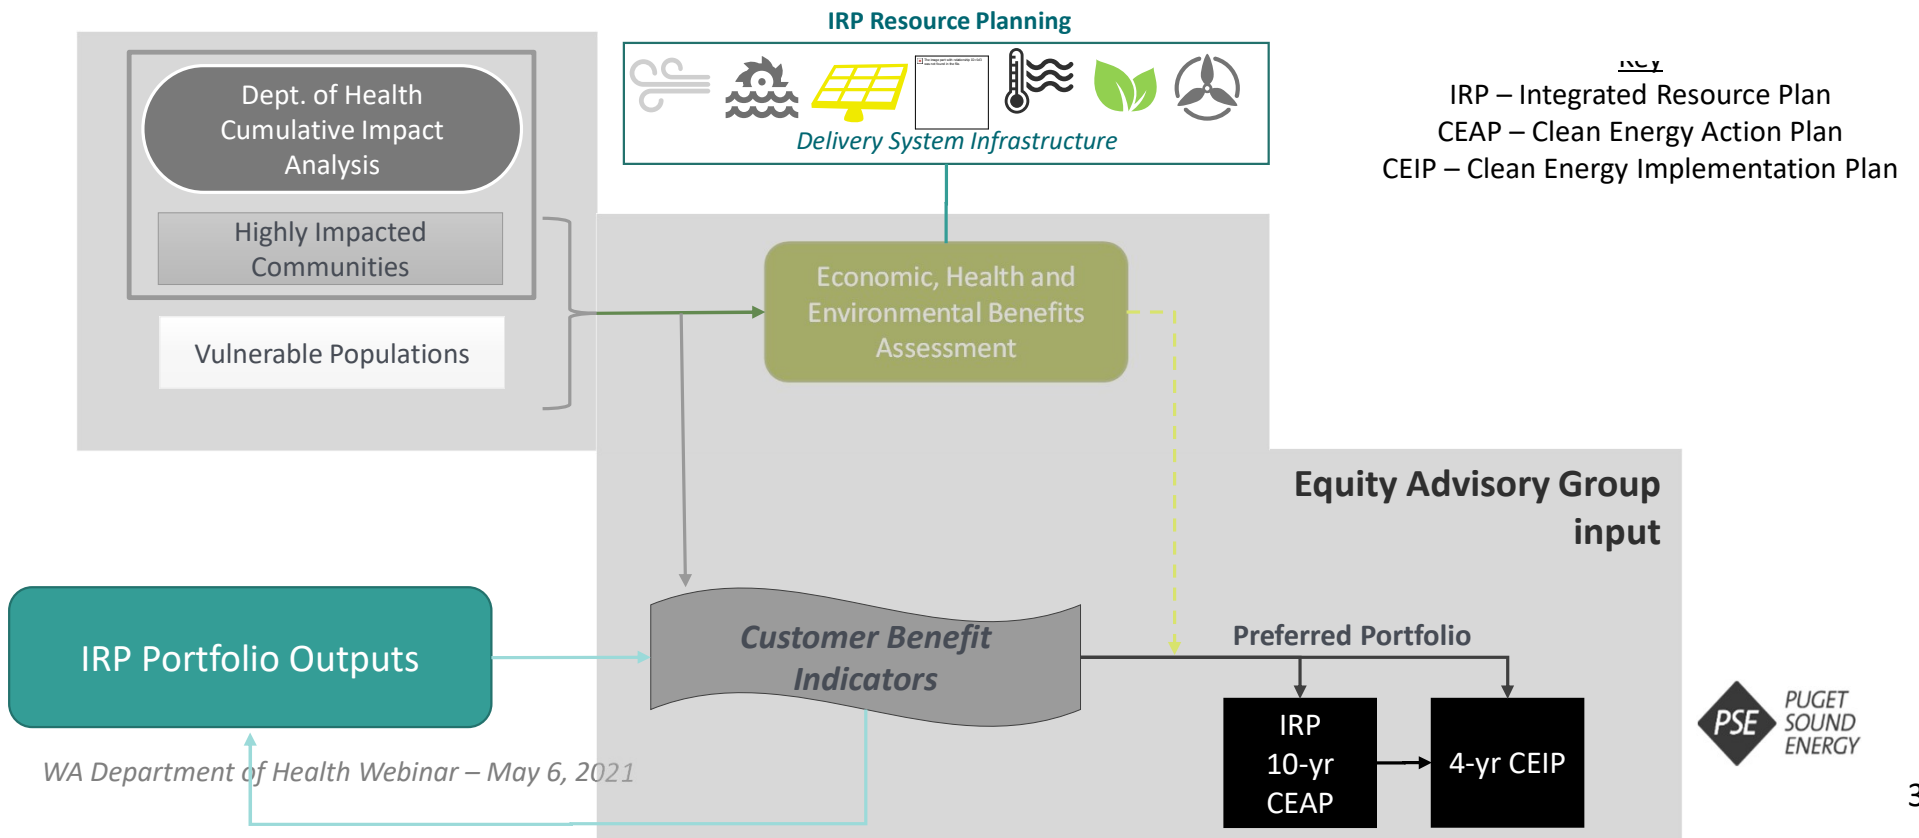 IRP Resource Planning
Delivery System Infrastructure
Key
IRP – Integrated Resource Plan
CEAP – Clean Energy Action Plan
CEIP – Clean Energy Implementation Plan
Dept. of Health
Cumulative Impact
Analysis
Highly Impacted
Communities
Vulnerable Populations
Economic, Health and
Environmental Benefits
Assessment
Equity Advisory Group
input
IRP Portfolio Outputs
Customer Benefit
Indicators
Preferred Portfolio
IRP
10-yr
CEAP
4-yr CEIP
PSE
PUGET
SOUND
ENERGY
WA Department of Health Webinar – May 6, 2021
3